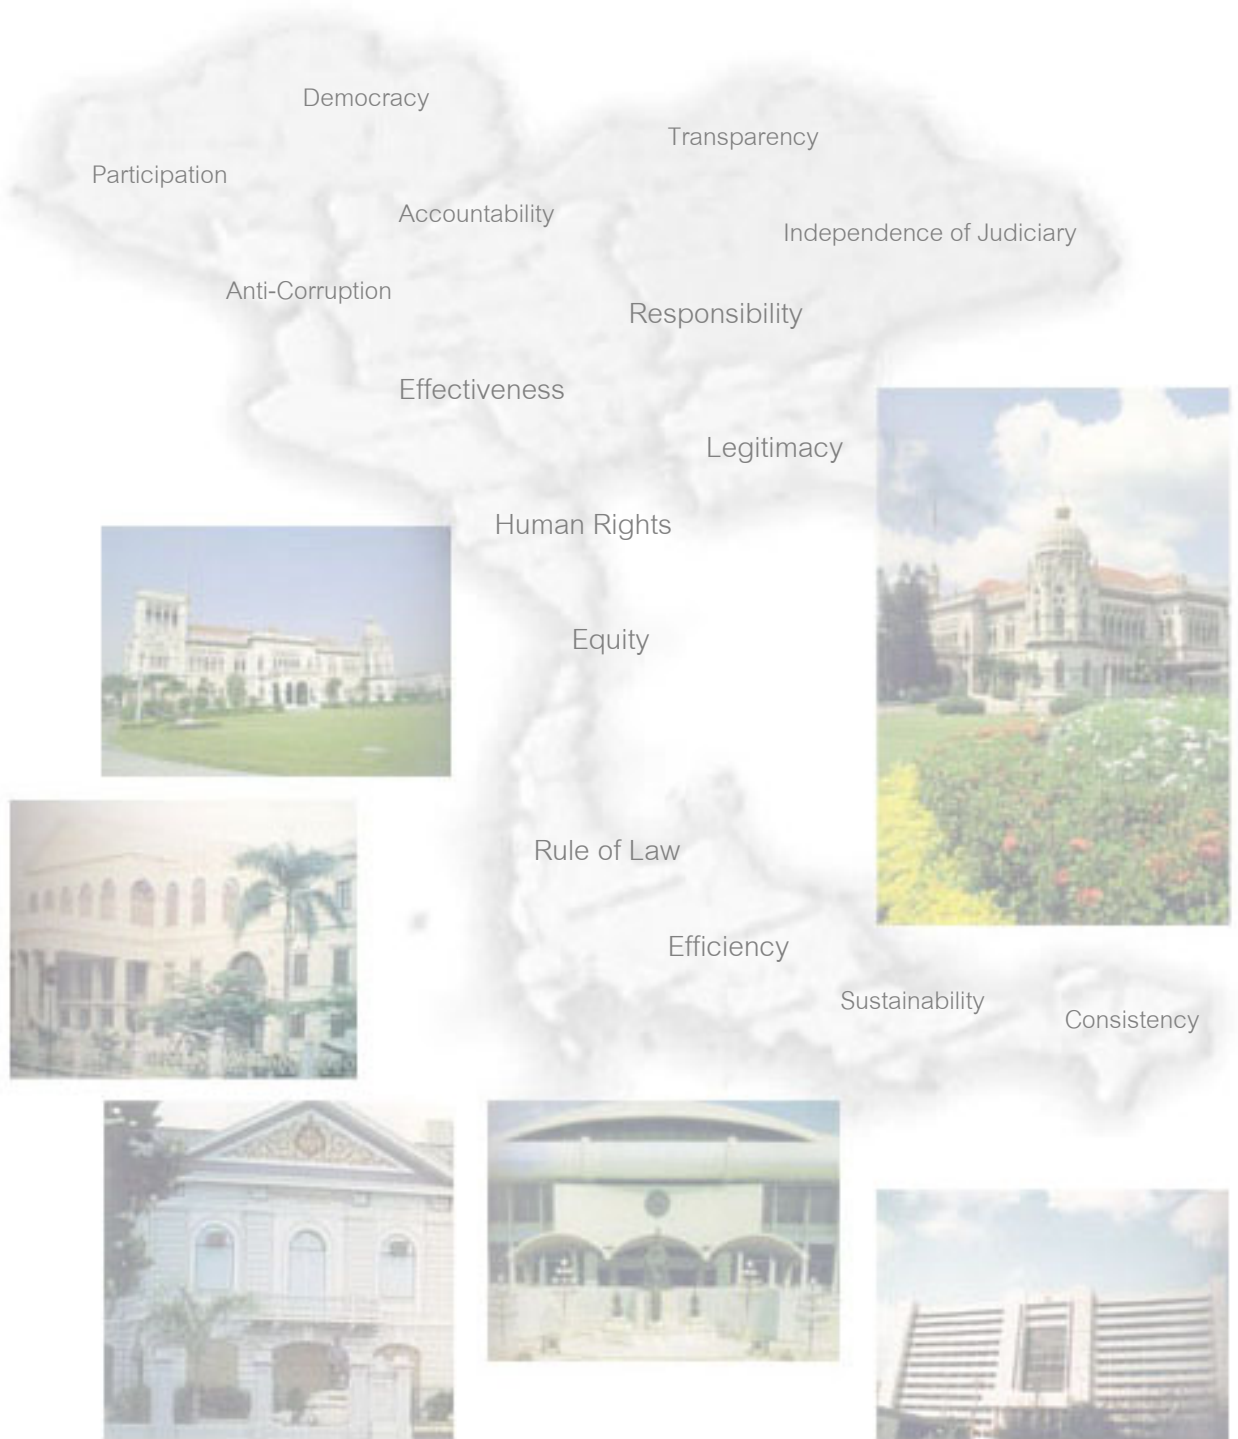 Democracy
Transparency
Participation
Accountability
Independence of Judiciary
Anti-Corruption
Responsibility
Effectiveness
Legitimacy
Human Rights
Equity
Rule of Law
Efficiency
Sustainability
Consistency